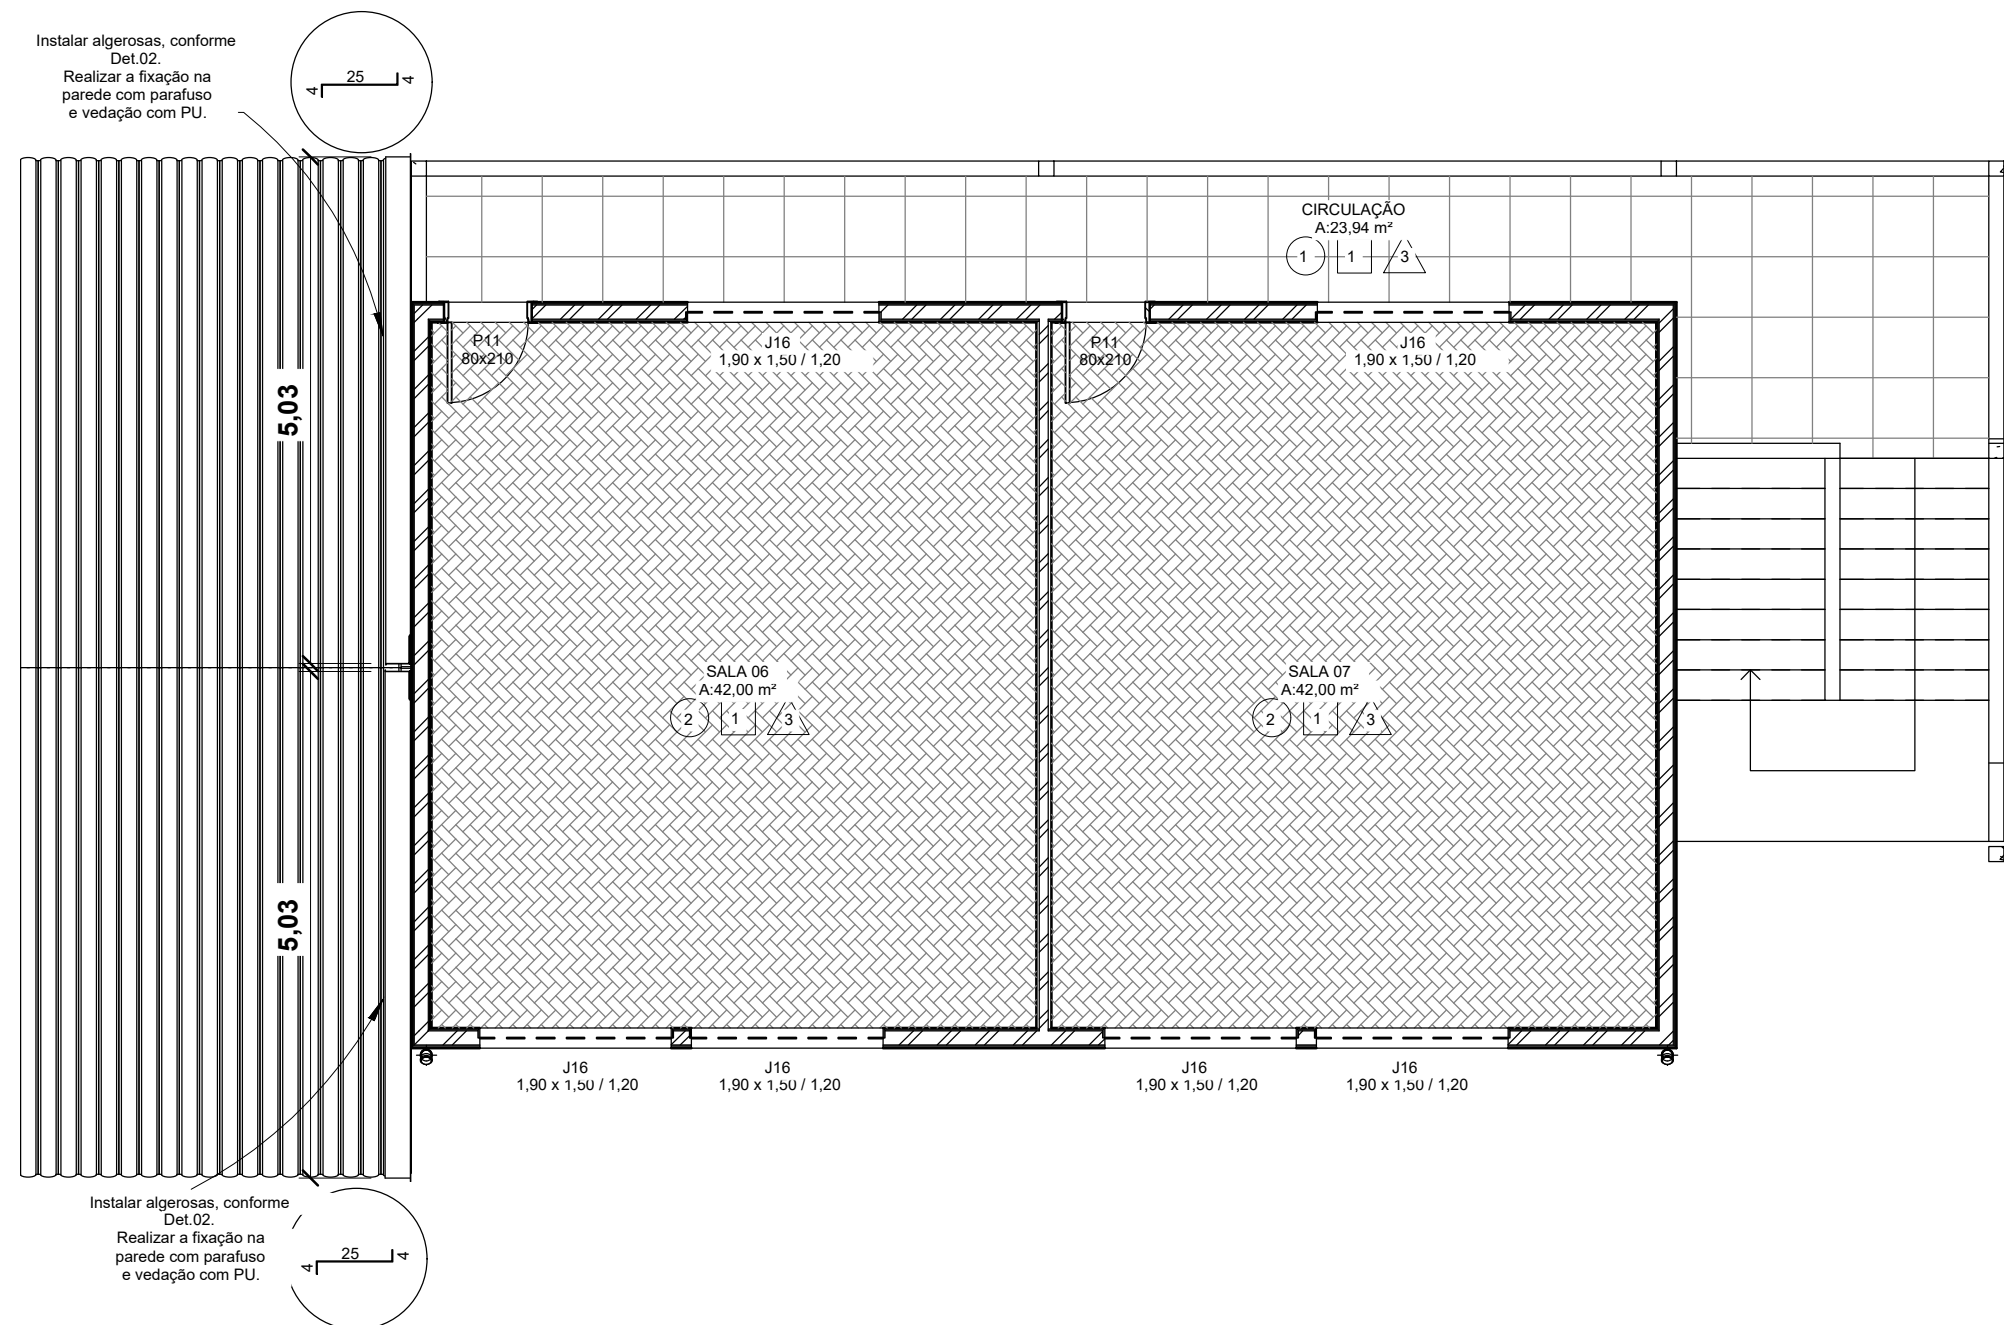 Instalar algerosas, conforme
Det.02.
Realizar a fixação na
parede com parafuso
e vedação com PU.
4
25
4
CIRCULAÇÃO
A:23,94 m²
1
1
3
P11
80x210
J16
1,90 x 1,50 / 1,20
P11
80x210
J16
1,90 x 1,50 / 1,20
5,03
SALA 06
A:42,00 m²
2
1
3
SALA 07
A:42,00 m²
2
1
3
5,03
J16
1,90 x 1,50 / 1,20
J16
1,90 x 1,50 / 1,20
J16
1,90 x 1,50 / 1,20
J16
1,90 x 1,50 / 1,20
Instalar algerosas, conforme
Det.02.
Realizar a fixação na
parede com parafuso
e vedação com PU.
4
25
4